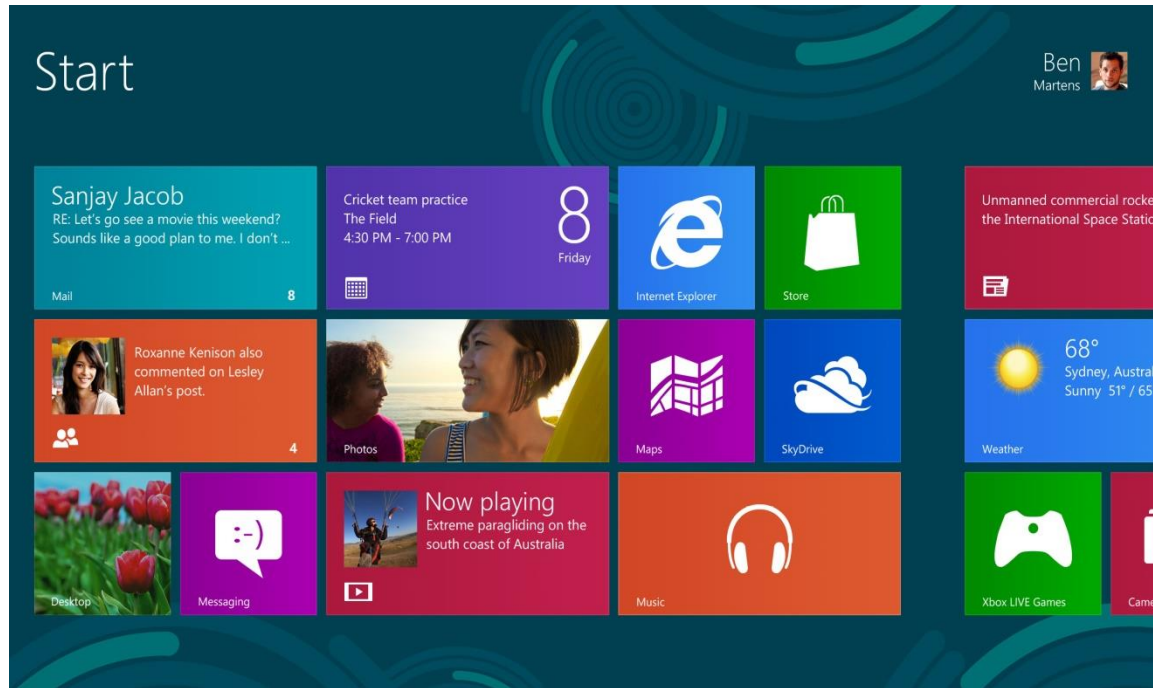 Start
Ben
Martens
Sanjay Jacob
RE: Let's go see a movie this weekend?
Sounds like a good plan to me. I don't ...
Mail
8
Cricket team practice
The Field
4:30 PM - 7:00 PM
8
Friday
Internet Explorer
Store
Roxanne Kenison also
commented on Lesley
Allan's post.
4
Photos
Maps
SkyDrive
Desktop
:-)
Messaging
Now playing
Extreme paragliding on the
south coast of Australia
Music
Unmanned commercial rocke
the International Space Static
68°
Sydney, Austral
Sunny 51° / 65
Weather
Xbox LIVE Games
Came